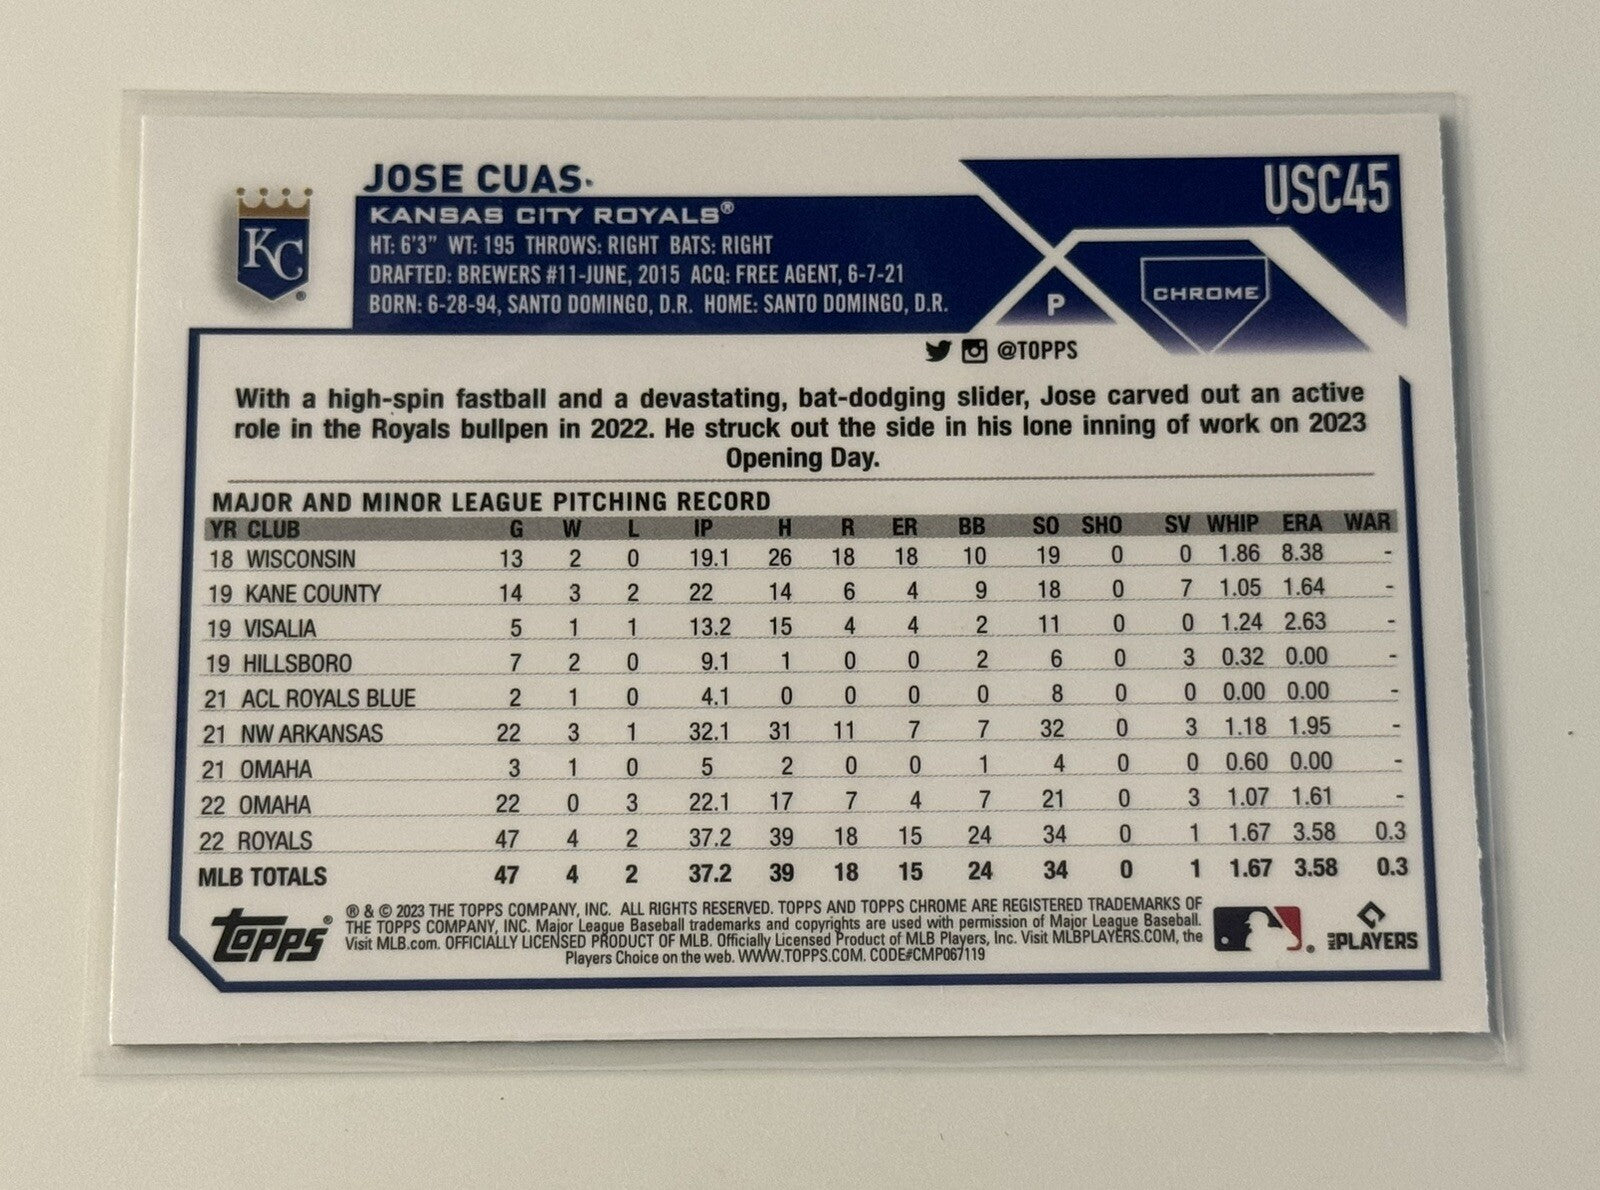 JOSE CUAS
USC45
KC
KANSAS CITY ROYALS®
HT: 6'3" WT: 195 THROWS: RIGHT BATS: RIGHT
DRAFTED: BREWERS #11-JUNE, 2015 ACQ: FREE AGENT, 6-7-21
BORN: 6-28-94, SANTO DOMINGO, D.R. HOME: SANTO DOMINGO, D.R.
P
CHROME
@TOPPS
With a high-spin fastball and a devastating, bat-dodging slider, Jose carved out an active
role in the Royals bullpen in 2022. He struck out the side in his lone inning of work on 2023
Opening Day.
MAJOR AND MINOR LEAGUE PITCHING RECORD
YR CLUB G W L IP H R ER BB SO SHO SV WHIP ERA WAR
18 WISCONSIN 13 2 0 19.1 26 18 18 10 19 0 0 1.86 8.38 -
19 KANE COUNTY 14 3 2 22 14 6 4 9 18 0 7 1.05 1.64 -
19 VISALIA 5 1 1 13.2 15 4 4 2 11 0 0 1.24 2.63 -
19 HILLSBORO 7 2 0 9.1 1 0 0 2 6 0 3 0.32 0.00 -
21 ACL ROYALS BLUE 2 1 0 4.1 0 0 0 0 8 0 0 0.00 0.00 -
21 NW ARKANSAS 22 3 1 32.1 31 11 7 7 32 0 3 1.18 1.95 -
21 OMAHA 3 1 0 5 2 0 0 1 4 0 0 0.60 0.00 -
22 OMAHA 22 0 3 22.1 17 7 4 7 21 0 3 1.07 1.61 -
22 ROYALS 47 4 2 37.2 39 18 15 24 34 0 1 1.67 3.58 0.3
MLB TOTALS 47 4 2 37.2 39 18 15 24 34 0 1 1.67 3.58 0.3
topps®
® & © 2023 THE TOPPS COMPANY, INC. ALL RIGHTS RESERVED. TOPPS AND TOPPS CHROME ARE REGISTERED TRADEMARKS OF
THE TOPPS COMPANY, INC. Major League Baseball trademarks and copyrights are used with permission of Major League Baseball.
Visit MLB.com. OFFICIALLY LICENSED PRODUCT OF MLB. Officially Licensed Product of MLB Players, Inc. Visit MLBPLAYERS.COM, the
Players Choice on the web. WWW.TOPPS.COM. CODE#CMP067119
MLB PLAYERS